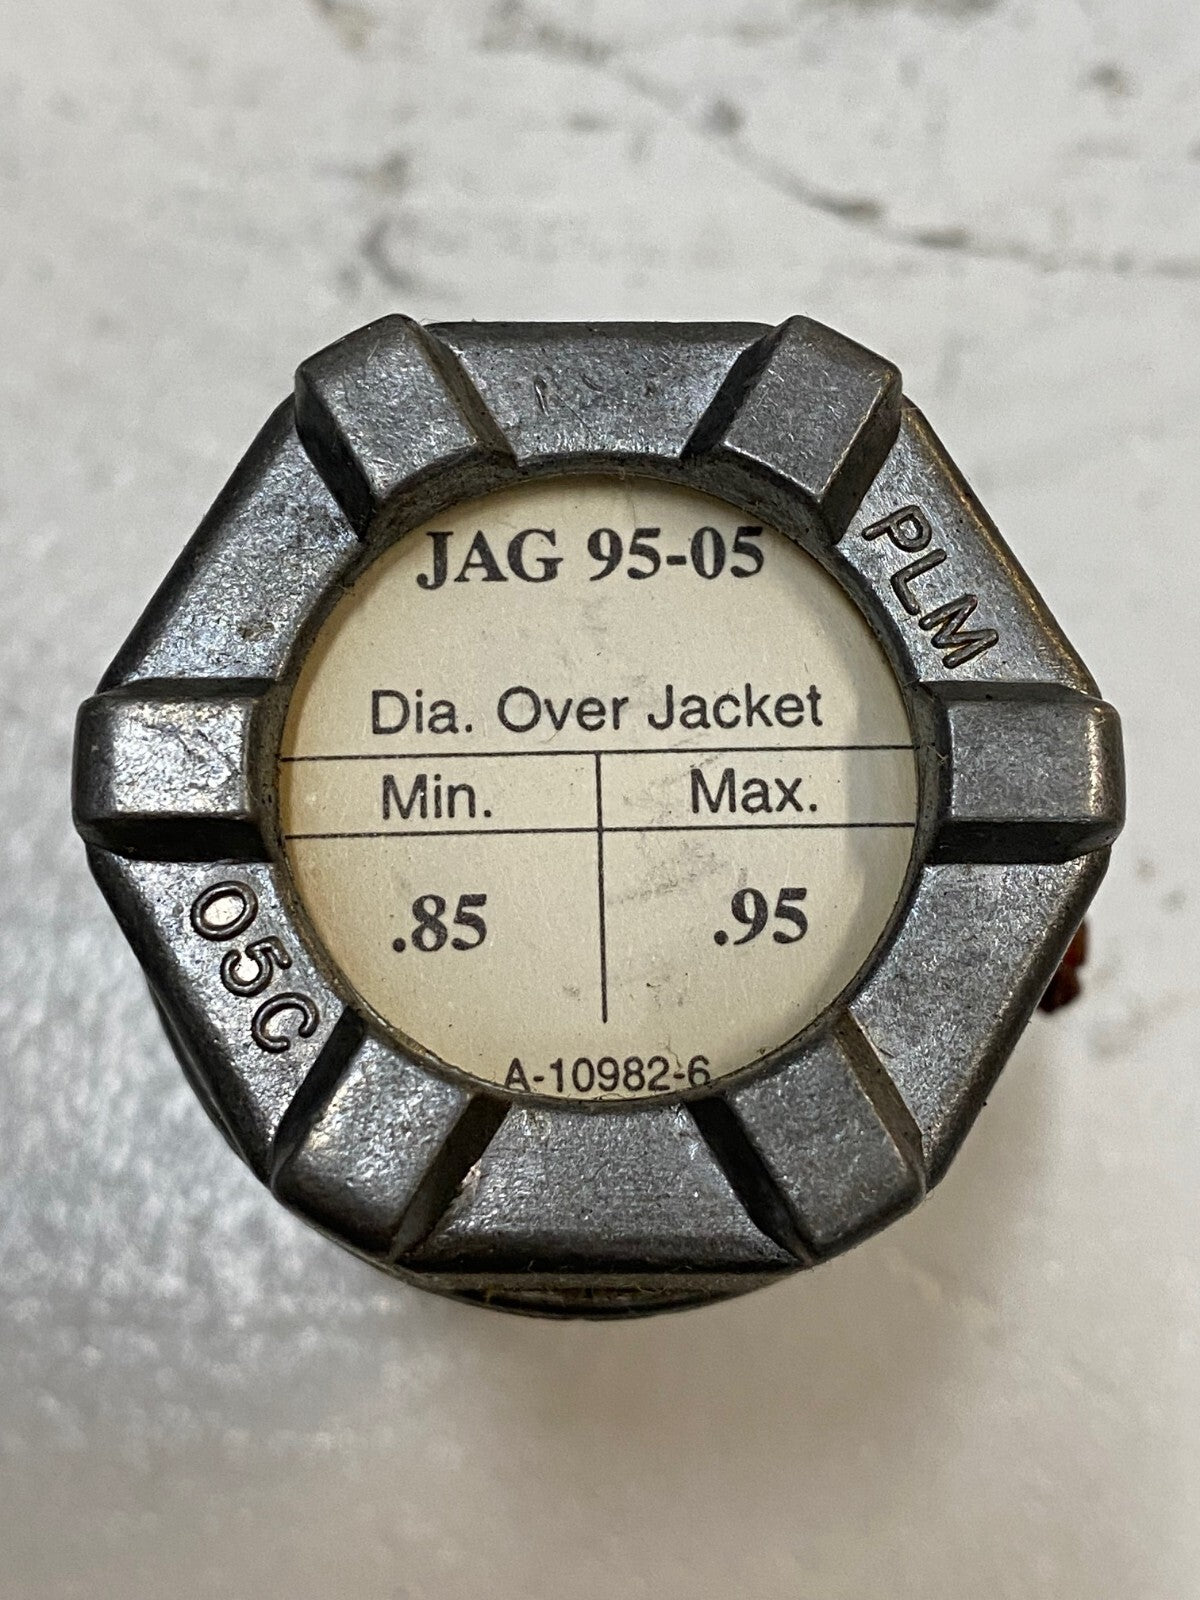 JAG 95-05
PLM
Dia. Over Jacket
Min. Max.
.85 .95
05C
A-10982-6